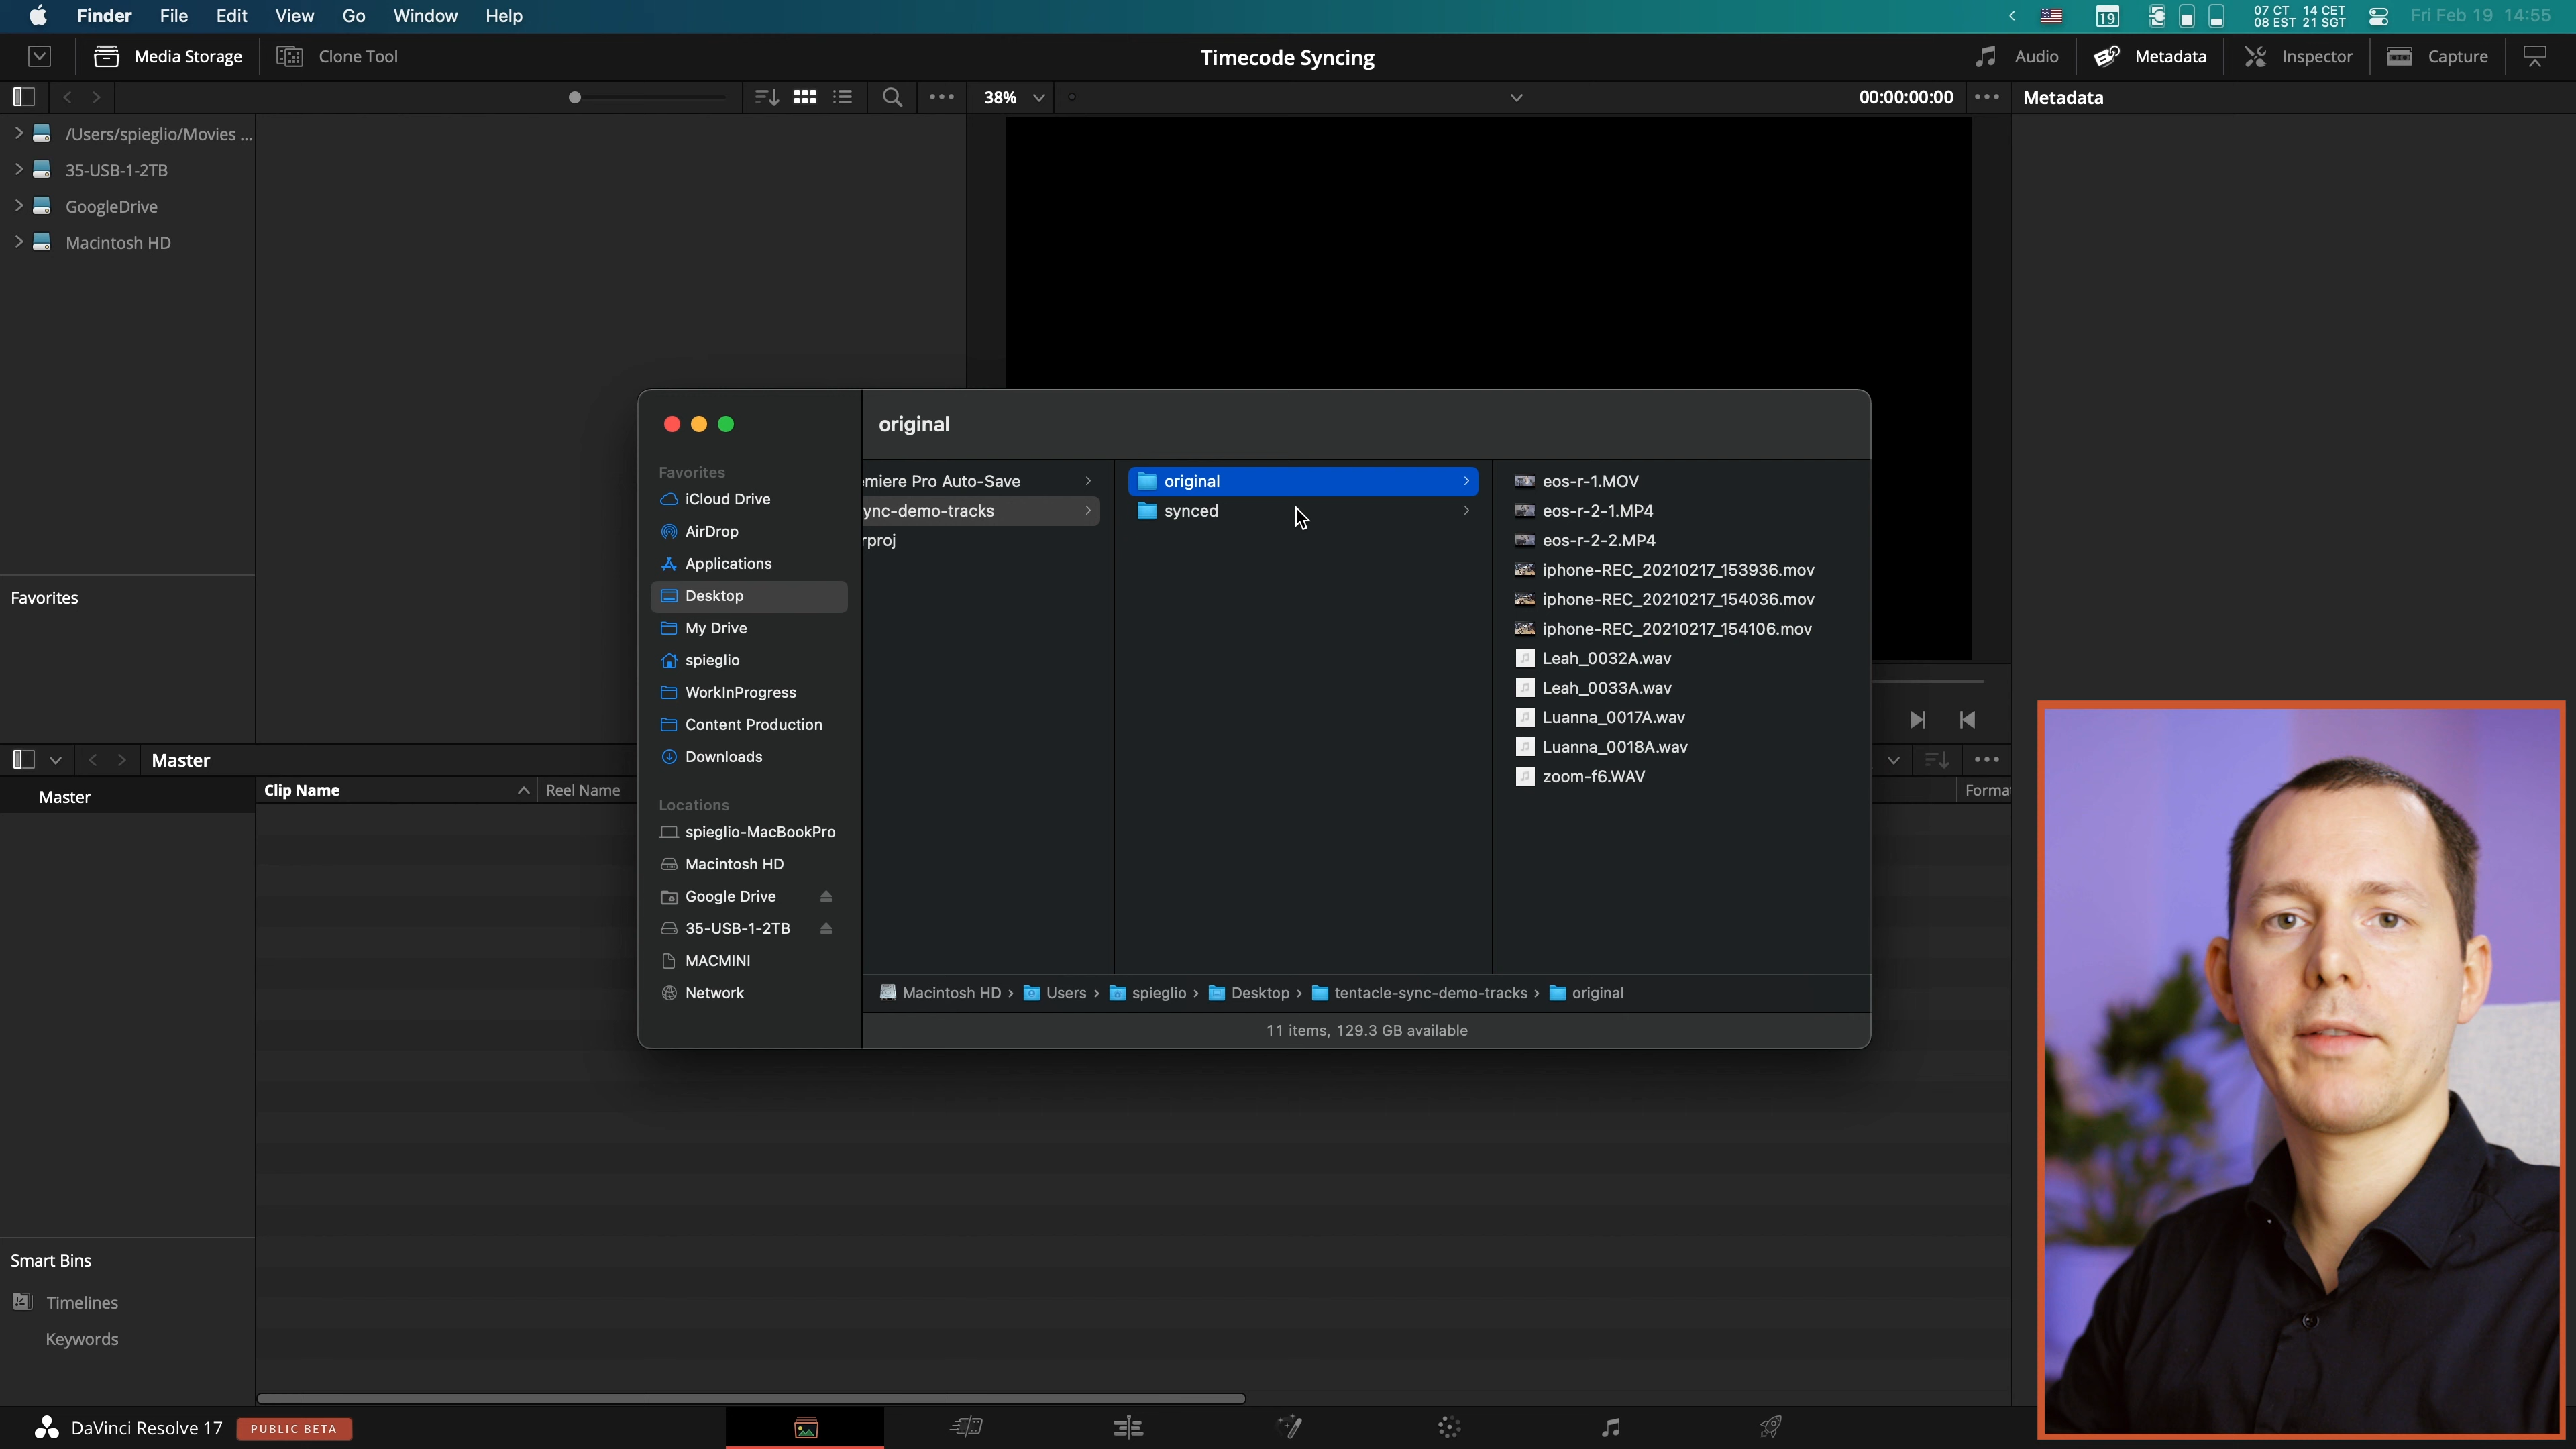 Finder File Edit View Go Window Help
19
07 CT 14 CET
08 EST 21 SGT
Fri Feb 19 14:55
Media Storage
Clone Tool
Timecode Syncing
Audio
Metadata
Inspector
Capture
38%
00:00:00:00
Metadata
/Users/spieglio/Movies ...
35-USB-1-2TB
GoogleDrive
Macintosh HD
Favorites
original
Favorites
iCloud Drive
AirDrop
Applications
Desktop
My Drive
spieglio
WorkInProgress
Content Production
Downloads
Locations
spieglio-MacBookPro
Macintosh HD
Google Drive
35-USB-1-2TB
MACMINI
Network
emiere Pro Auto-Save
ync-demo-tracks
rproj
original
synced
eos-r-1.MOV
eos-r-2-1.MP4
eos-r-2-2.MP4
iphone-REC_20210217_153936.mov
iphone-REC_20210217_154036.mov
iphone-REC_20210217_154106.mov
Leah_0032A.wav
Leah_0033A.wav
Luanna_0017A.wav
Luanna_0018A.wav
zoom-f6.WAV
Macintosh HD › Users › spieglio › Desktop › tentacle-sync-demo-tracks › original
11 items, 129.3 GB available
Master
Master
Clip Name
Reel Name
Forma
Smart Bins
Timelines
Keywords
DaVinci Resolve 17
PUBLIC BETA